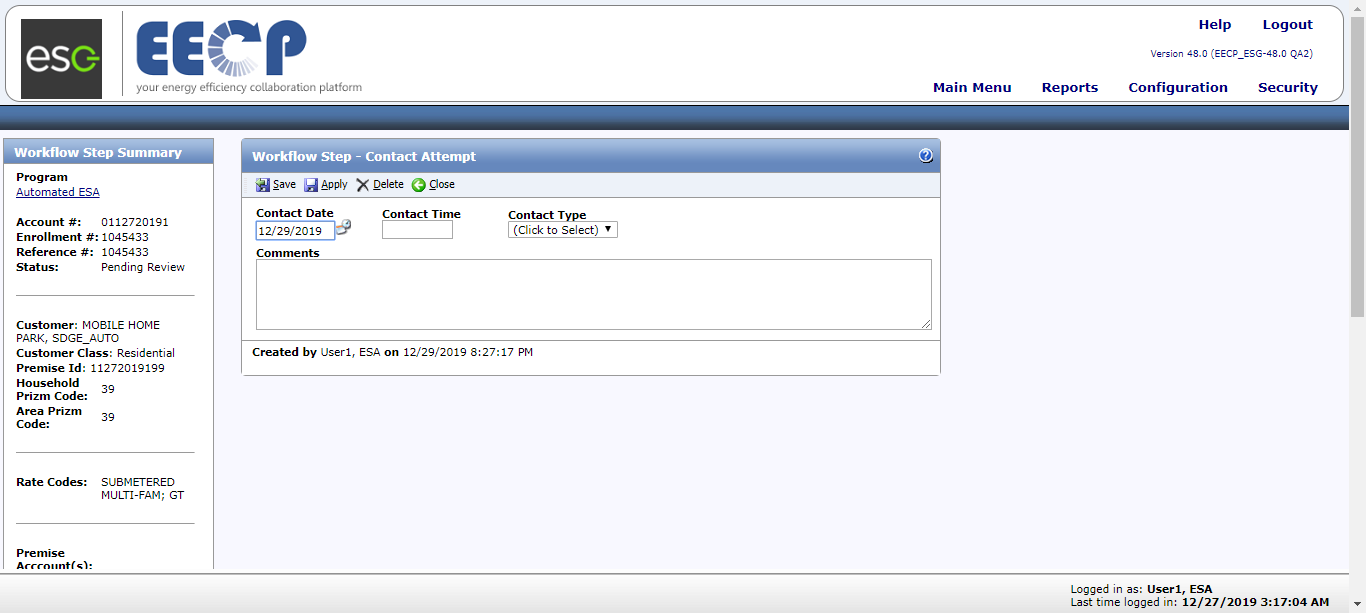 esc
EECP
your energy efficiency collaboration platform
Help Logout
Version 48.0 (EECP_ESG-48.0 QA2)
Main Menu Reports Configuration Security
Workflow Step Summary
Program
Automated ESA
Account #: 0112720191
Enrollment #: 1045433
Reference #: 1045433
Status: Pending Review
Customer: MOBILE HOME
PARK, SDGE_AUTO
Customer Class: Residential
Premise Id: 11272019199
Household
Prizm Code: 39
Area Prizm
Code: 39
Rate Codes: SUBMETERED
MULTI-FAM; GT
Premise
Acccount(s):
Workflow Step - Contact Attempt
?
Save Apply Delete Close
Contact Date Contact Time Contact Type
12/29/2019 (Click to Select)
Comments
Created by User1, ESA on 12/29/2019 8:27:17 PM
Logged in as: User1, ESA
Last time logged in: 12/27/2019 3:17:04 AM